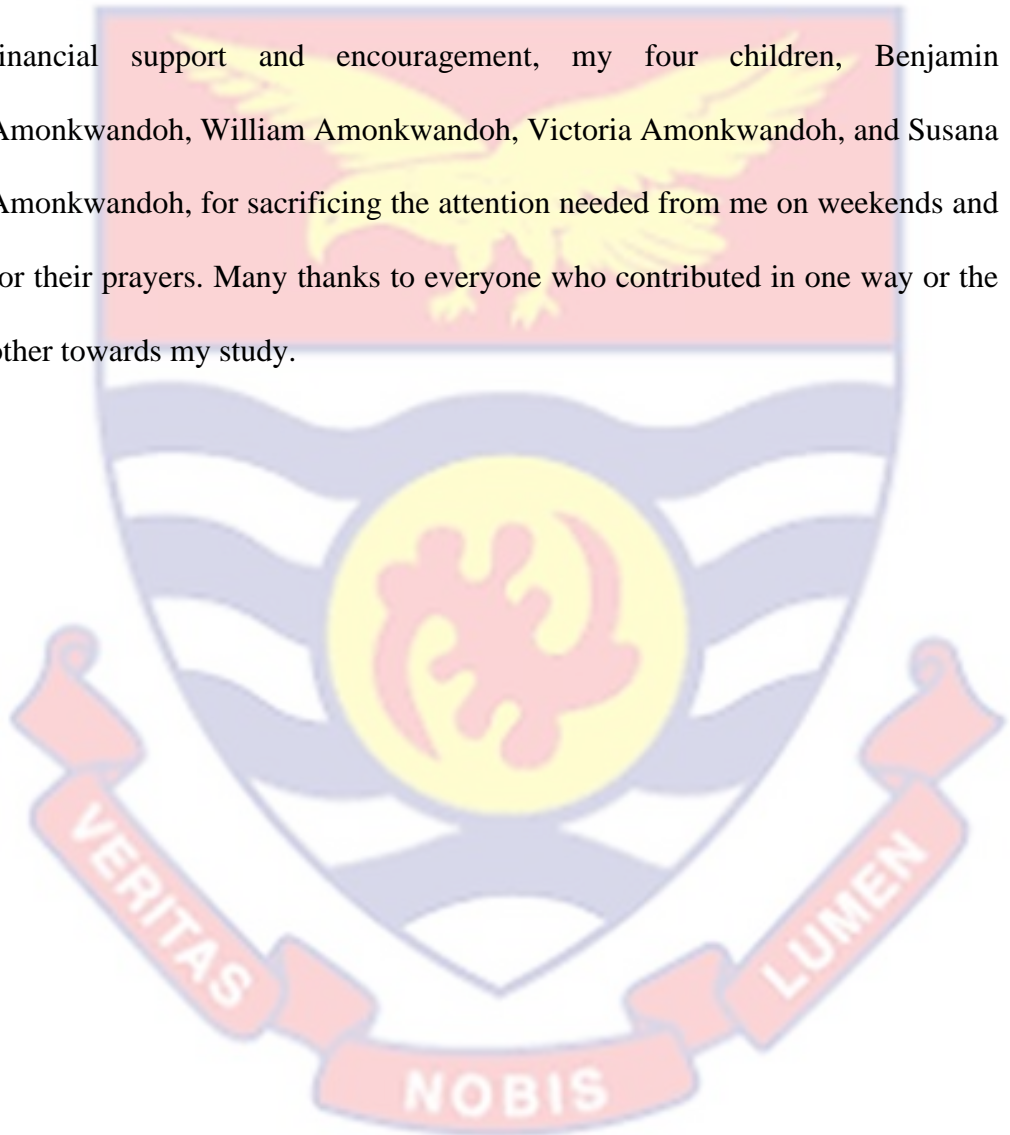 financial support and encouragement, my four children, Benjamin
Amonkwandoh, William Amonkwandoh, Victoria Amonkwandoh, and Susana
Amonkwandoh, for sacrificing the attention needed from me on weekends and
for their prayers. Many thanks to everyone who contributed in one way or the
other towards my study.
VERITAS
NOBIS
LUMEN